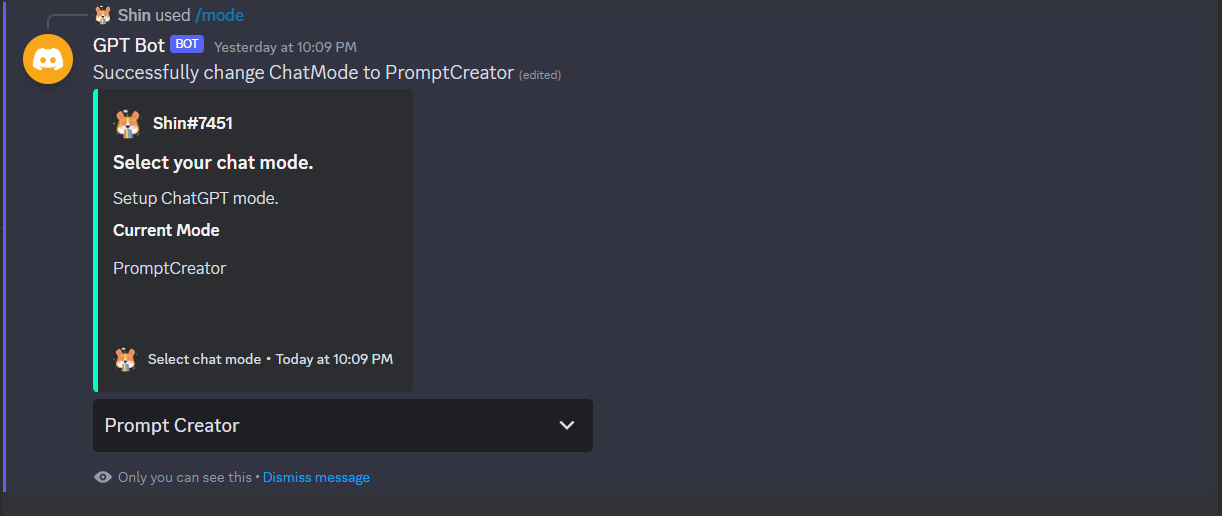 Shin used /mode
GPT Bot BOT Yesterday at 10:09 PM
Successfully change ChatMode to PromptCreator (edited)
Shin#7451
Select your chat mode.
Setup ChatGPT mode.
Current Mode
PromptCreator
Select chat mode • Today at 10:09 PM
Prompt Creator
Only you can see this • Dismiss message